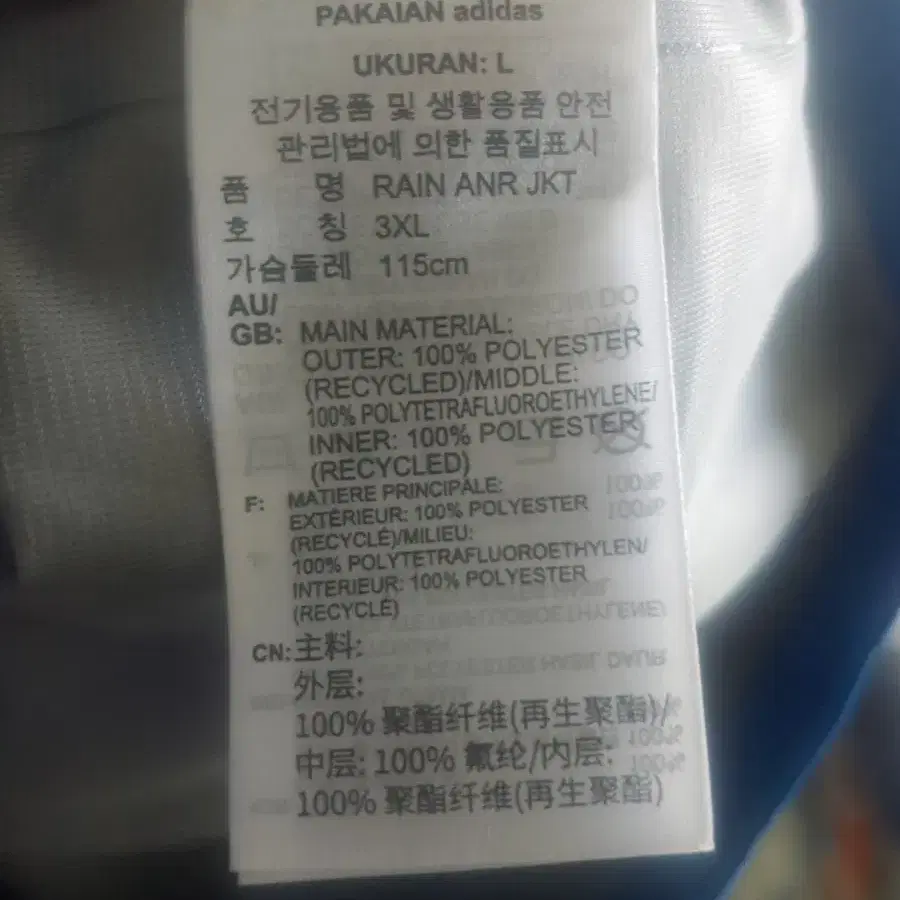 PAKAIAN adidas
UKURAN: L
전기용품 및 생활용품 안전
관리법에 의한 품질표시
품 명 RAIN ANR JKT
호 칭 3XL
가슴둘레 115cm
AU/
GB: MAIN MATERIAL:
OUTER: 100% POLYESTER
(RECYCLED)/MIDDLE:
100% POLYTETRAFLUOROETHYLENE/
INNER: 100% POLYESTER
(RECYCLED)
F: MATIERE PRINCIPALE:
EXTÉRIEUR: 100% POLYESTER
(RECYCLÉ)/MILIEU:
100% POLYTETRAFLUOROETHYLEN/
INTERIEUR: 100% POLYESTER
(RECYCLÉ)
CN: 主料:
外层:
100% 聚酯纤维(再生聚酯)/
中层: 100% 氟纶/内层:
100% 聚酯纤维(再生聚酯)